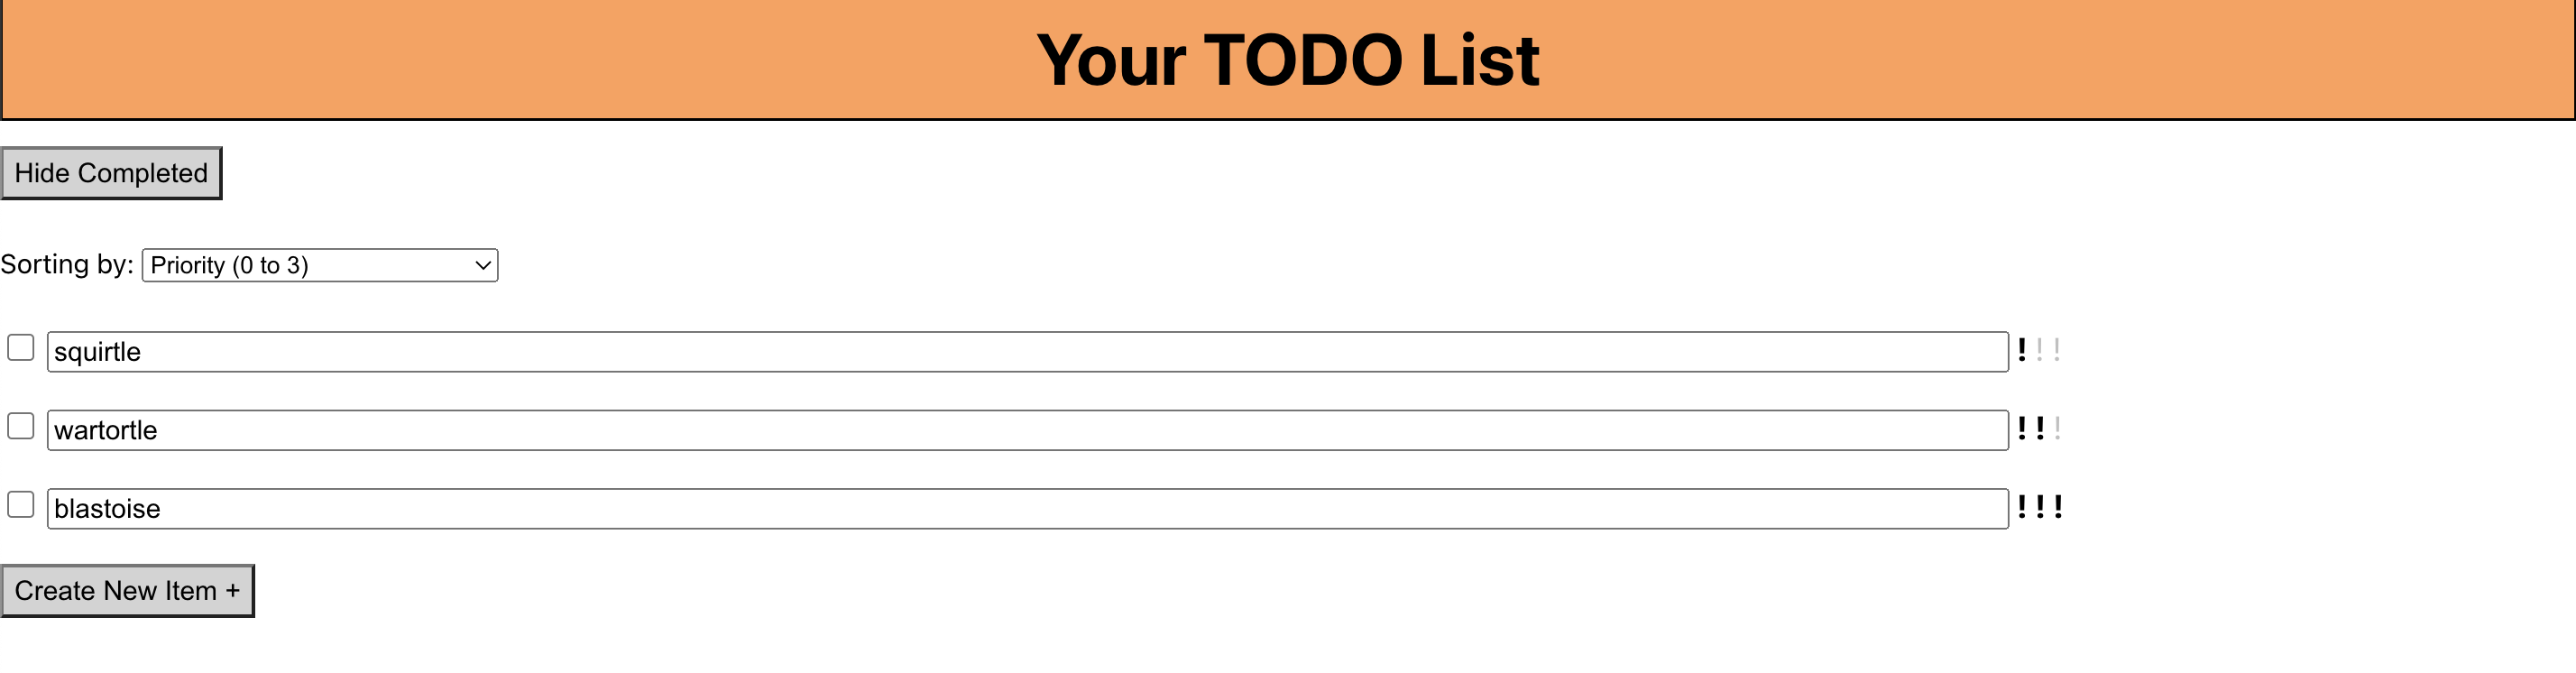 Your TODO List
Hide Completed
Sorting by: Priority (0 to 3)
squirtle !!!
wartortle !!!
blastoise !!!
Create New Item +